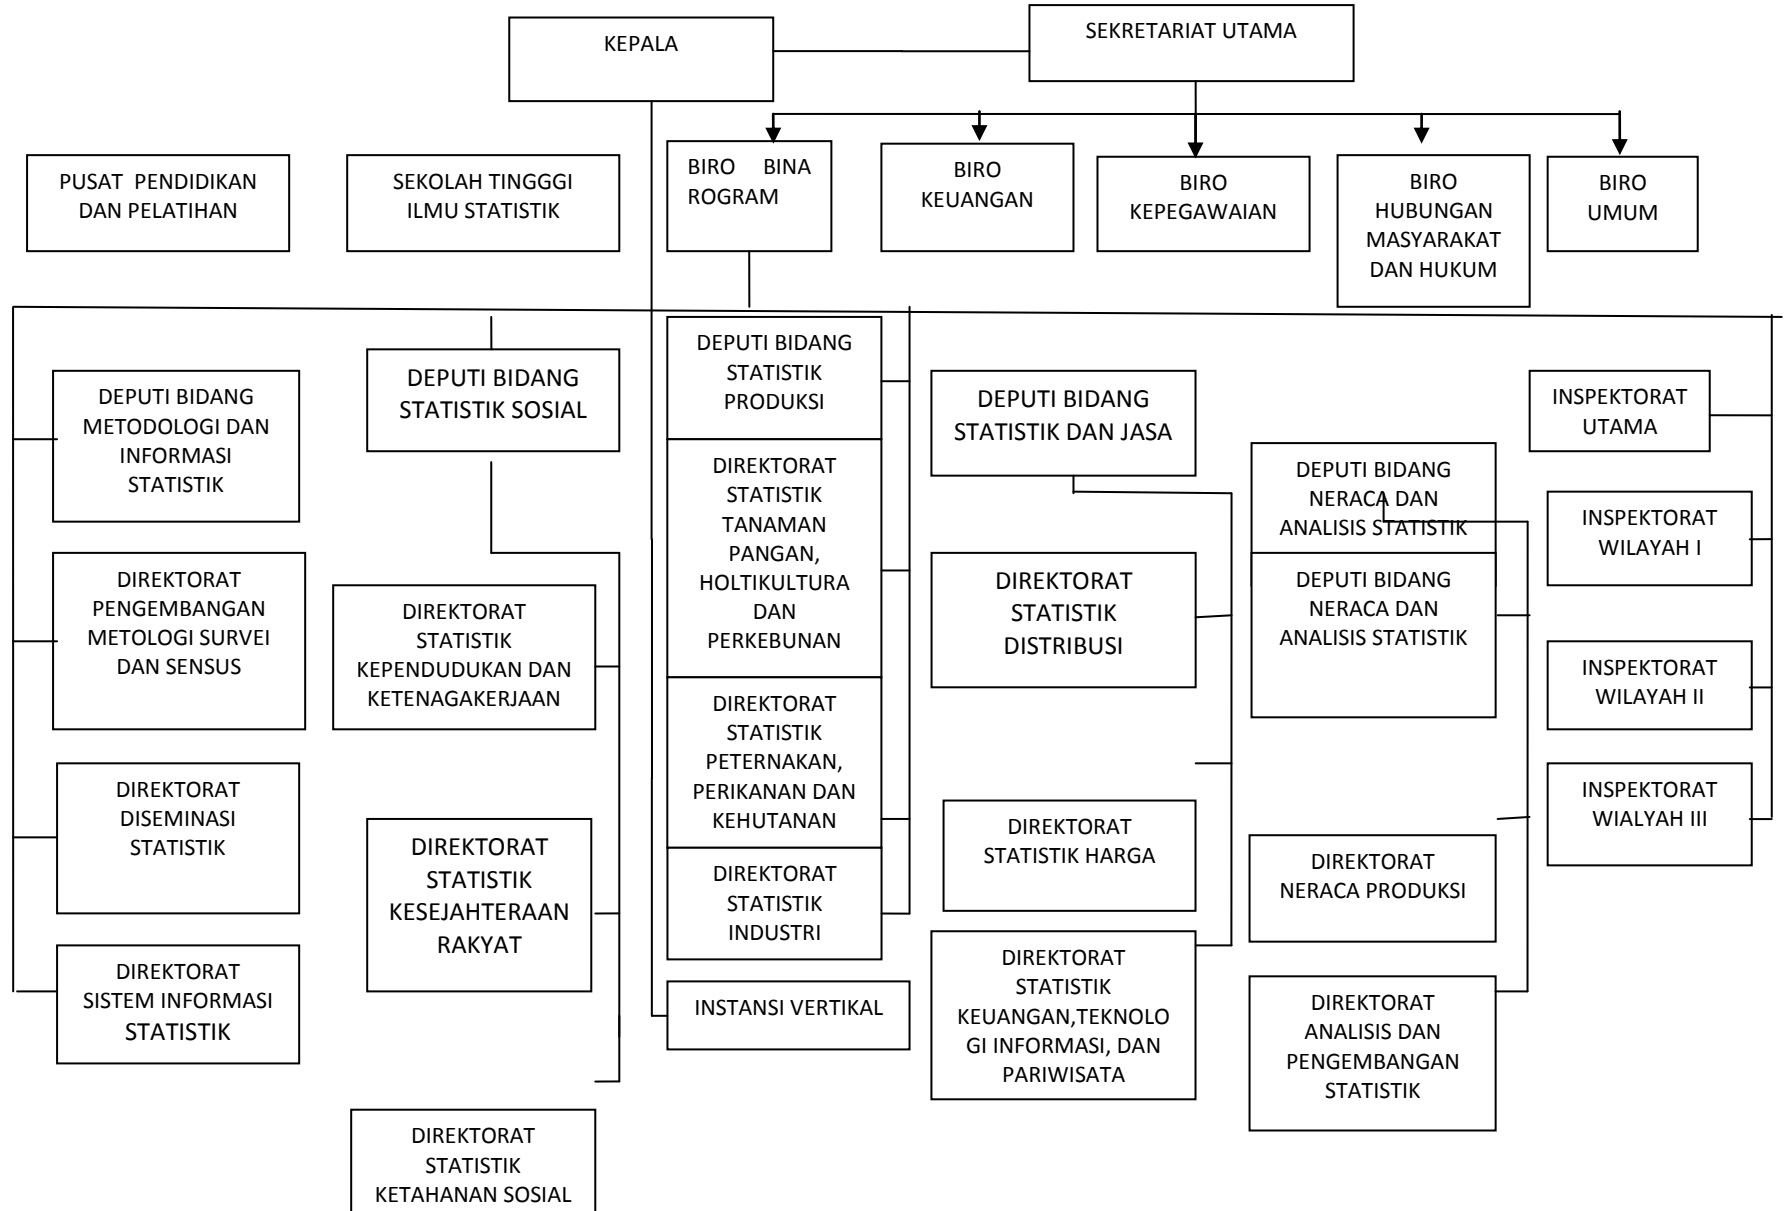 KEPALA
SEKRETARIAT UTAMA
PUSAT PENDIDIKAN
DAN PELATIHAN
SEKOLAH TINGGGI
ILMU STATISTIK
BIRO BINA
ROGRAM
BIRO
KEUANGAN
BIRO
KEPEGAWAIAN
BIRO
HUBUNGAN
MASYARAKAT
DAN HUKUM
BIRO
UMUM
DEPUTI BIDANG
METODOLOGI DAN
INFORMASI
STATISTIK
DIREKTORAT
PENGEMBANGAN
METOLOGI SURVEI
DAN SENSUS
DIREKTORAT
DISEMINASI
STATISTIK
DIREKTORAT
SISTEM INFORMASI
STATISTIK
DEPUTI BIDANG
STATISTIK SOSIAL
DIREKTORAT
STATISTIK
KEPENDUDUKAN DAN
KETENAGAKERJAAN
DIREKTORAT
STATISTIK
KESEJAHTERAAN
RAKYAT
DIREKTORAT
STATISTIK
KETAHANAN SOSIAL
DEPUTI BIDANG
STATISTIK
PRODUKSI
DIREKTORAT
STATISTIK
TANAMAN
PANGAN,
HOLTIKULTURA
DAN
PERKEBUNAN
DIREKTORAT
STATISTIK
PETERNAKAN,
PERIKANAN DAN
KEHUTANAN
DIREKTORAT
STATISTIK
INDUSTRI
INSTANSI VERTIKAL
DEPUTI BIDANG
STATISTIK DAN JASA
DIREKTORAT
STATISTIK
DISTRIBUSI
DIREKTORAT
STATISTIK HARGA
DIREKTORAT
STATISTIK
KEUANGAN,TEKNOLO
GI INFORMASI, DAN
PARIWISATA
DEPUTI BIDANG
NERACA DAN
ANALISIS STATISTIK
DEPUTI BIDANG
NERACA DAN
ANALISIS STATISTIK
DIREKTORAT
NERACA PRODUKSI
DIREKTORAT
ANALISIS DAN
PENGEMBANGAN
STATISTIK
INSPEKTORAT
UTAMA
INSPEKTORAT
WILAYAH I
INSPEKTORAT
WILAYAH II
INSPEKTORAT
WIALYAH III